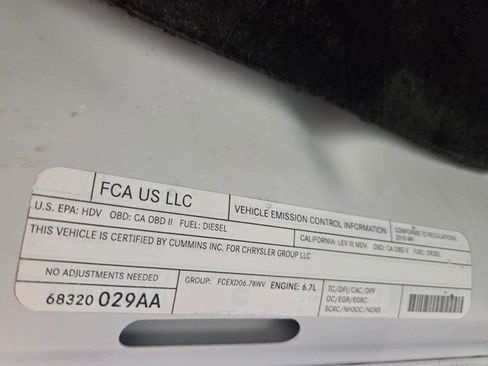 FCA US LLC
VEHICLE EMISSION CONTROL INFORMATION
CONFORMS TO REGULATIONS:
2015 MY
U.S. EPA: HDV OBD: CA OBD II FUEL: DIESEL
CALIFORNIA: LEV III MDV OBD: CA OBD II FUEL: DIESEL
THIS VEHICLE IS CERTIFIED BY CUMMINS INC. FOR CHRYSLER GROUP LLC
NO ADJUSTMENTS NEEDED
68320 029AA
GROUP: FCEXD06.78WV ENGINE: 6.7L
TC/DFI/CAC/DPF
OC/EGR/EGRC
SCRC/NH3OC/NOXS